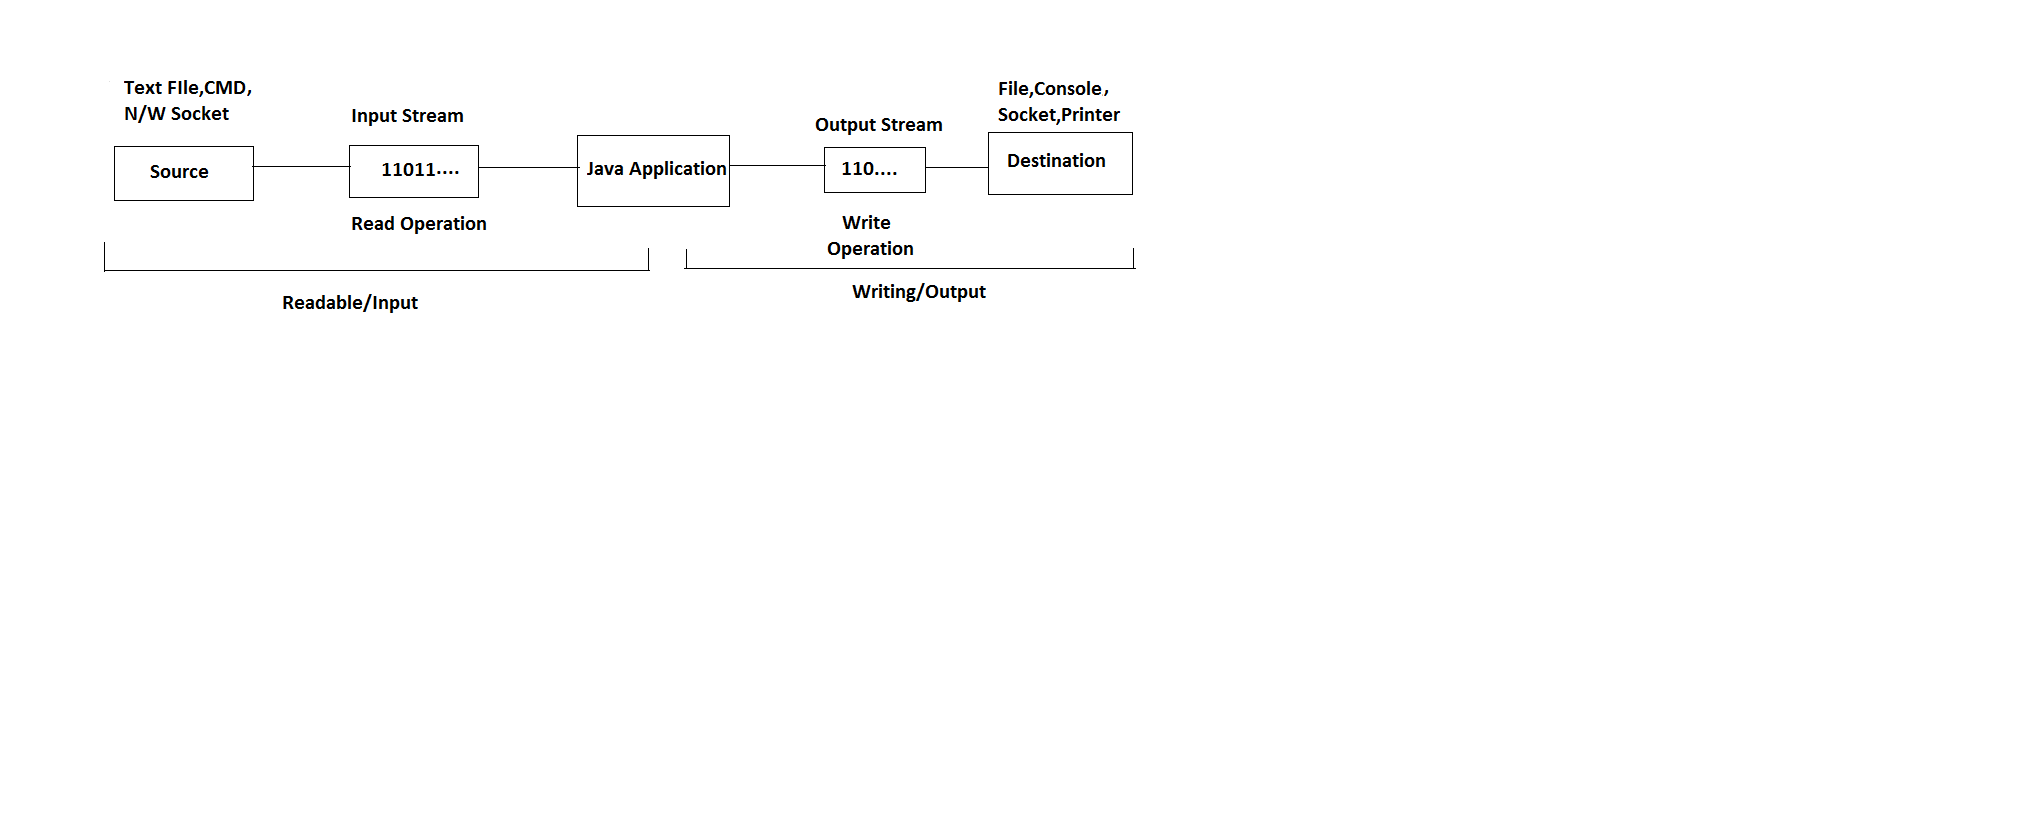 Text FIle,CMD,
N/W Socket
Source
Input Stream
11011....
Read Operation
Java Application
Output Stream
110....
Write
Operation
File,Console,
Socket,Printer
Destination
Readable/Input
Writing/Output